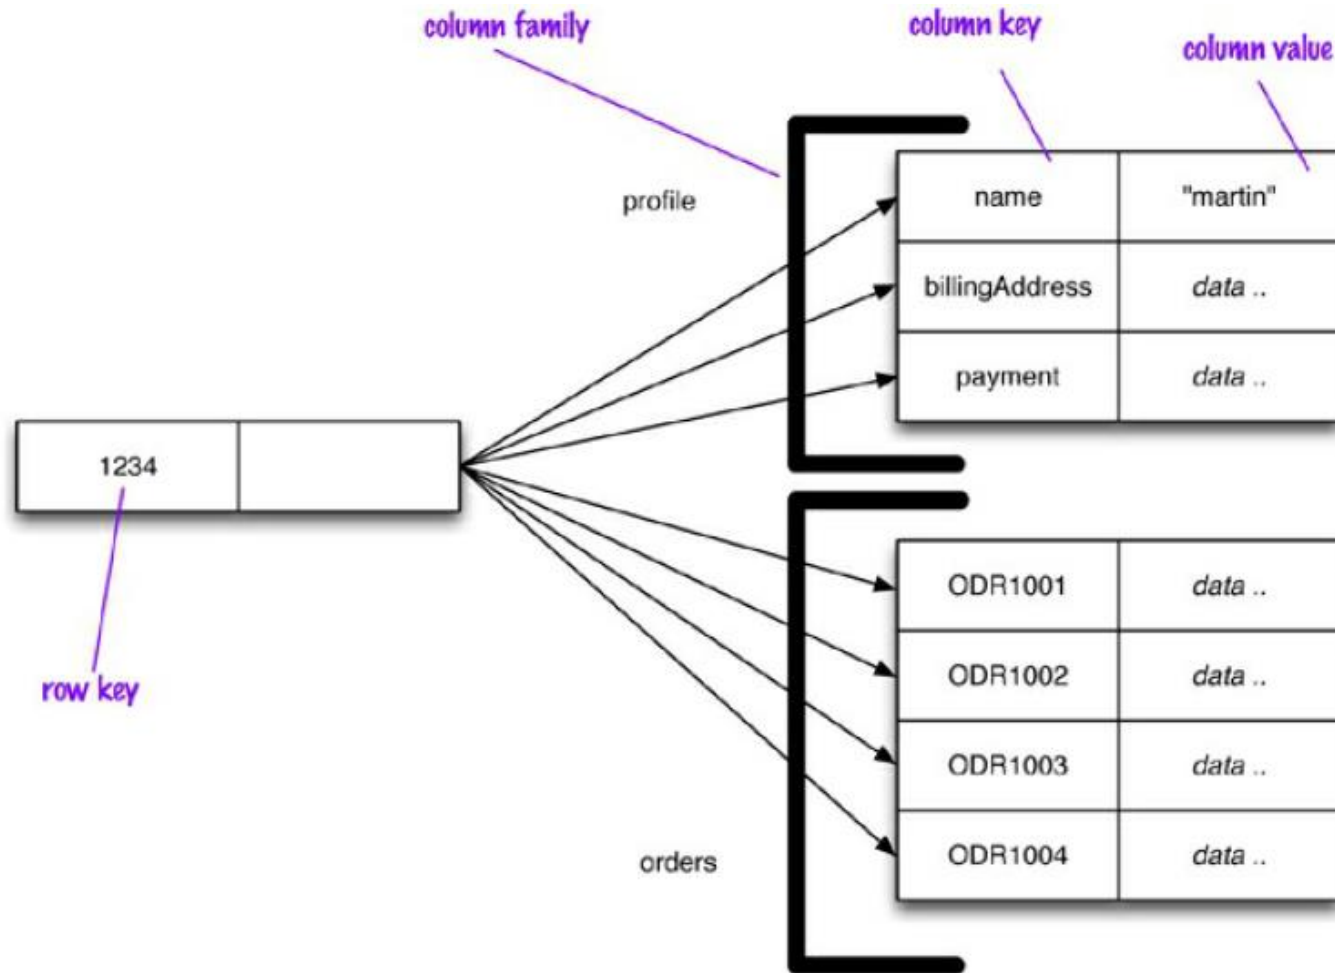 column family
column key
column value
profile
name
"martin"
billingAddress
data ..
payment
data ..
1234
row key
ODR1001
data ..
ODR1002
data ..
ODR1003
data ..
ODR1004
data ..
orders